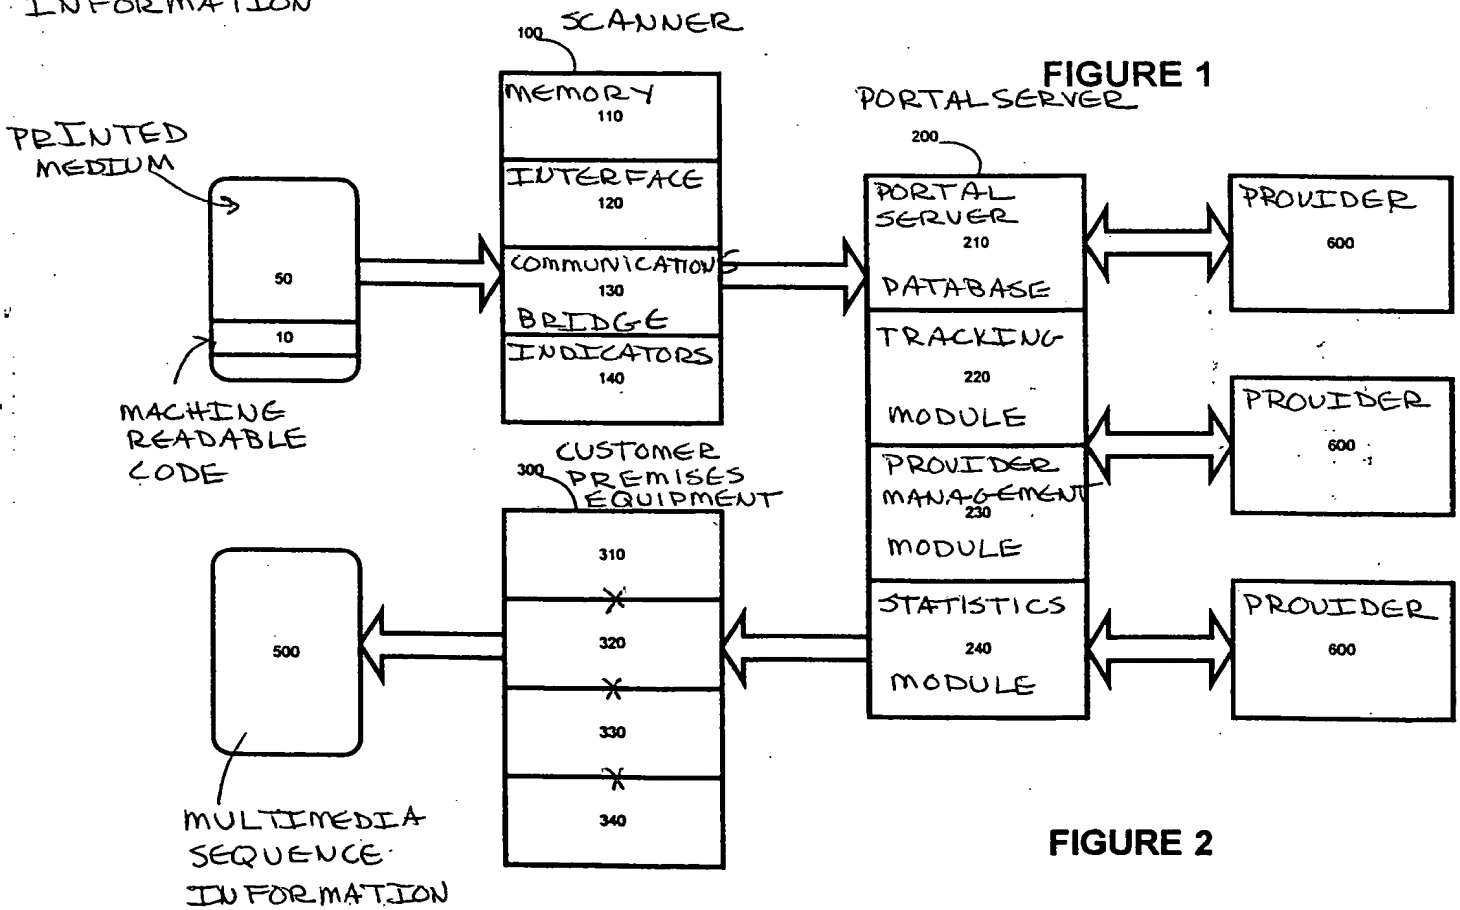 INFORMATION
SCANNER
100
FIGURE 1
PORTAL SERVER
200
PRINTED
MEDIUM
50
10
MACHINE
READABLE
CODE
MEMORY
110
INTERFACE
120
COMMUNICATIONS
130
BRIDGE
INDICATORS
140
PORTAL
SERVER
210
DATABASE
TRACKING
220
MODULE
PROVIDER
MANAGEMENT
230
MODULE
STATISTICS
240
MODULE
PROVIDER
600
PROVIDER
600
PROVIDER
600
CUSTOMER
300 PREMISES
EQUIPMENT
310
X
320
X
330
X
340
500
MULTIMEDIA
SEQUENCE
INFORMATION
FIGURE 2